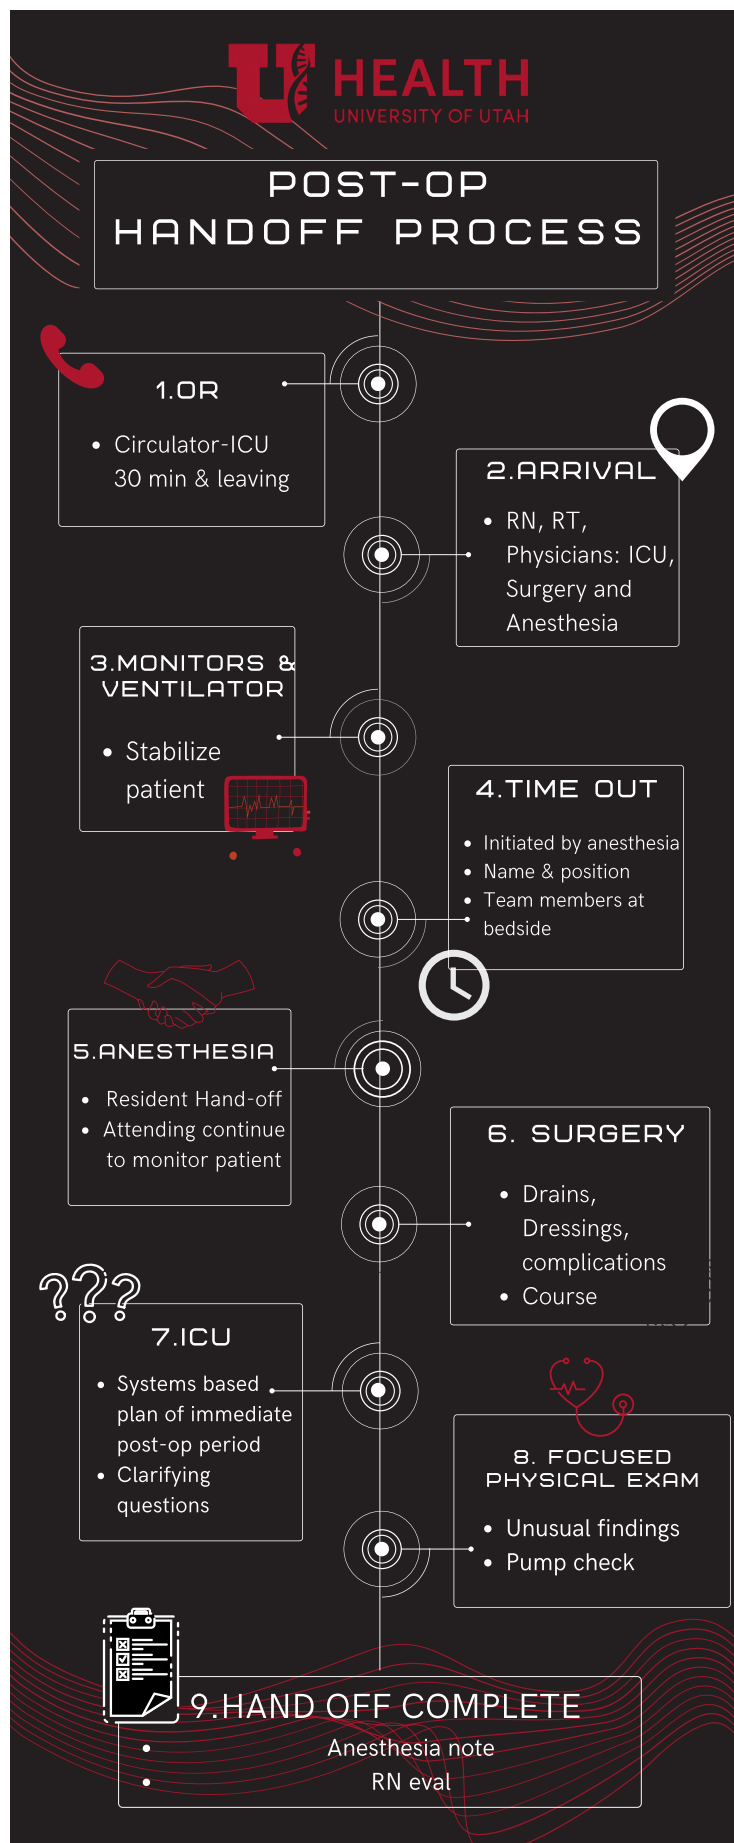 HEALTH
UNIVERSITY OF UTAH
POST-OP
HANDOFF PROCESS
1.OR
• Circulator-ICU
30 min & leaving
2.ARRIVAL
• RN, RT,
Physicians: ICU,
Surgery and
Anesthesia
3.MONITORS &
VENTILATOR
• Stabilize
patient
4.TIME OUT
• Initiated by anesthesia
• Name & position
• Team members at
bedside
5.ANESTHESIA
• Resident Hand-off
• Attending continue
to monitor patient
6. SURGERY
• Drains,
Dressings,
complications
• Course
???
7.ICU
• Systems based
plan of immediate
post-op period
• Clarifying
questions
8. FOCUSED
PHYSICAL EXAM
• Unusual findings
• Pump check
9.HAND OFF COMPLETE
• Anesthesia note
• RN eval